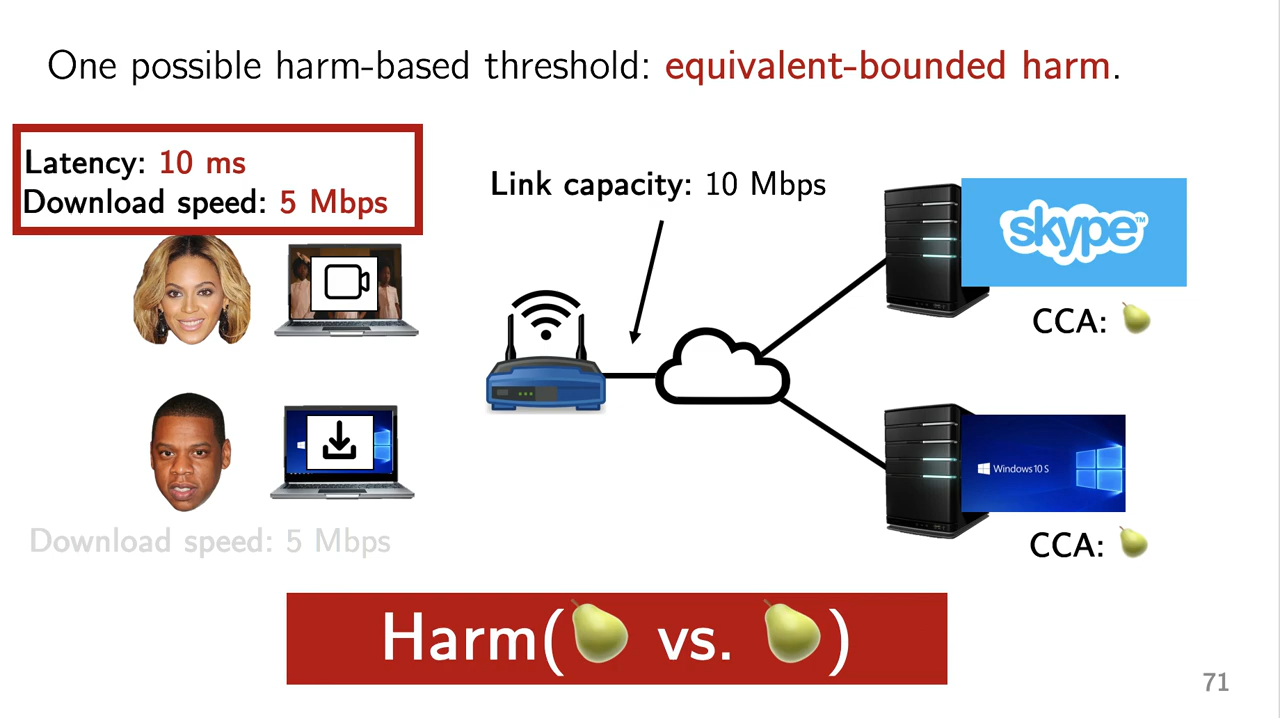 One possible harm-based threshold: equivalent-bounded harm.
Latency: 10 ms
Download speed: 5 Mbps
Link capacity: 10 Mbps
skype™
CCA:
Windows 10 S
Download speed: 5 Mbps
CCA:
Harm( vs. )
71